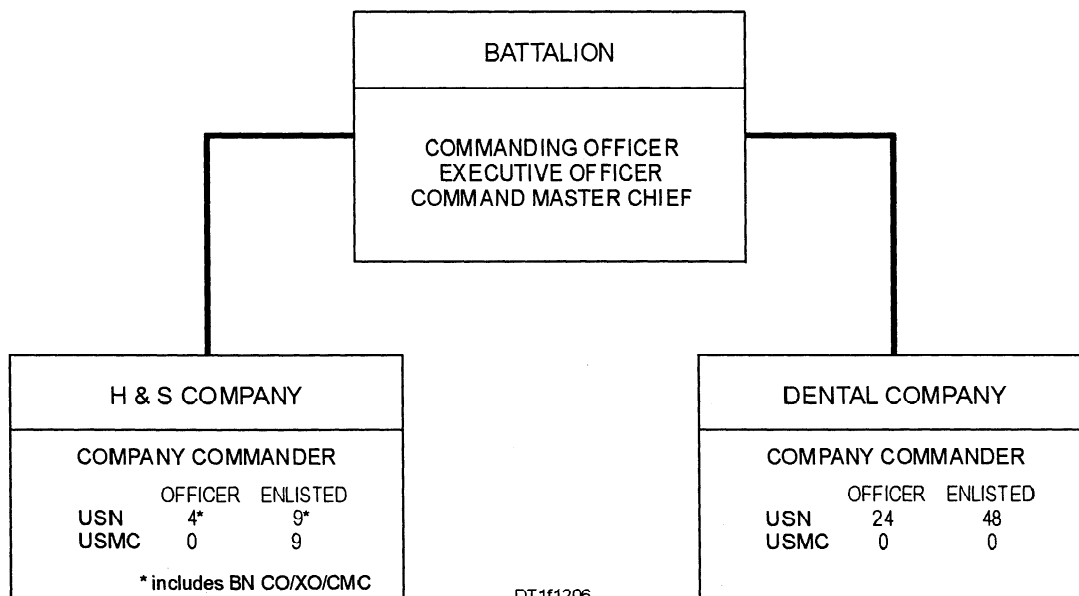 BATTALION
COMMANDING OFFICER
EXECUTIVE OFFICER
COMMAND MASTER CHIEF
H & S COMPANY
COMPANY COMMANDER
OFFICER ENLISTED
USN 4* 9*
USMC 0 9
* includes BN CO/XO/CMC
DENTAL COMPANY
COMPANY COMMANDER
OFFICER ENLISTED
USN 24 48
USMC 0 0
DT1f1206